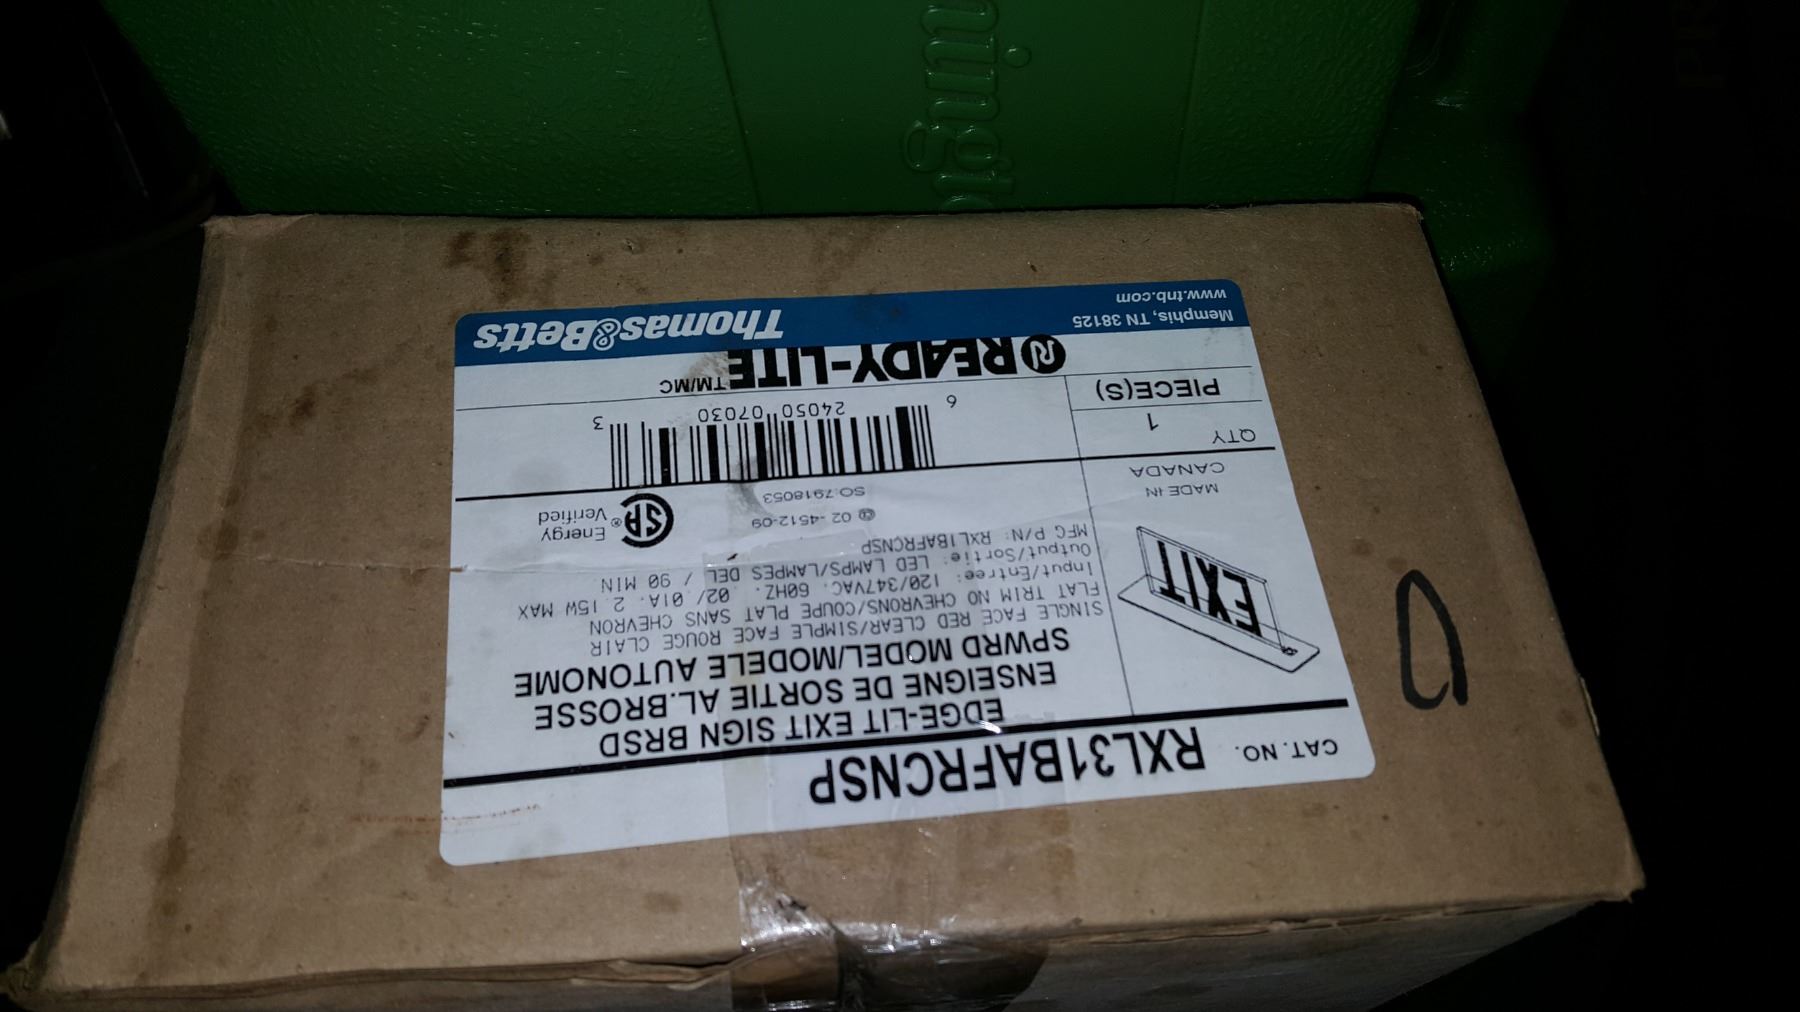 CAT. NO. RXL31BAFRCNSP
EDGE-LIT EXIT SIGN BRSD
ENSEIGNE DE SORTIE AL.BROSSE
SPWRD MODEL/MODELE AUTONOME
SINGLE FACE RED CLEAR/SIMPLE FACE ROUGE CLAIR
FLAT TRIM NO CHEVRONS/COUPE PLAT SANS CHEVRON
Input/Entree: 120/347VAC. 60HZ. .02/.01A. 2.15W MAX
Output/Sortie: LED LAMPS/LAMPES DEL / 90 MIN.
MFG P/N: RXL1BAFRCNSP
EXIT
MADE IN
CANADA
02 -4512-09
SO:7918053
SA ® Energy
Verified
QTY
1
PIECE(S)
6 24050 07030 3
READY-LITE TM/MC
Memphis, TN 38125
www.tnb.com
Thomas&Betts
0